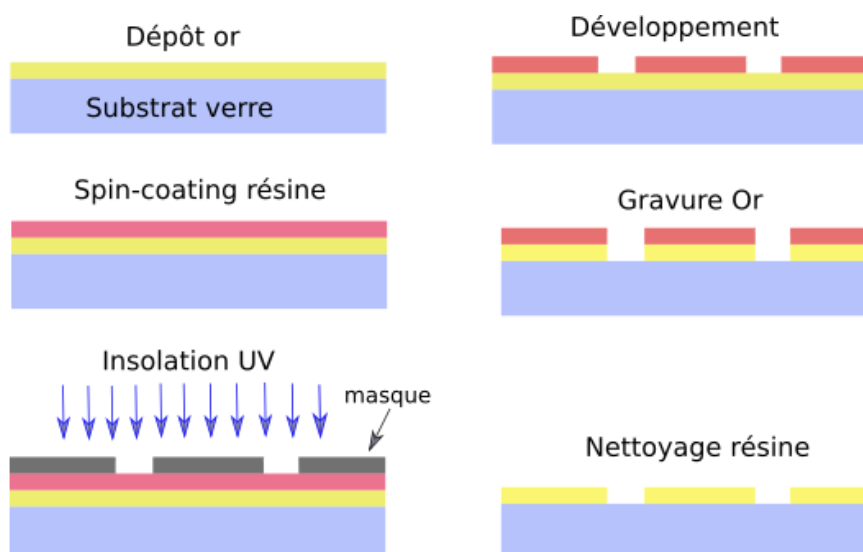 Dépôt or
Substrat verre
Spin-coating résine
Insolation UV
masque
Développement
Gravure Or
Nettoyage résine